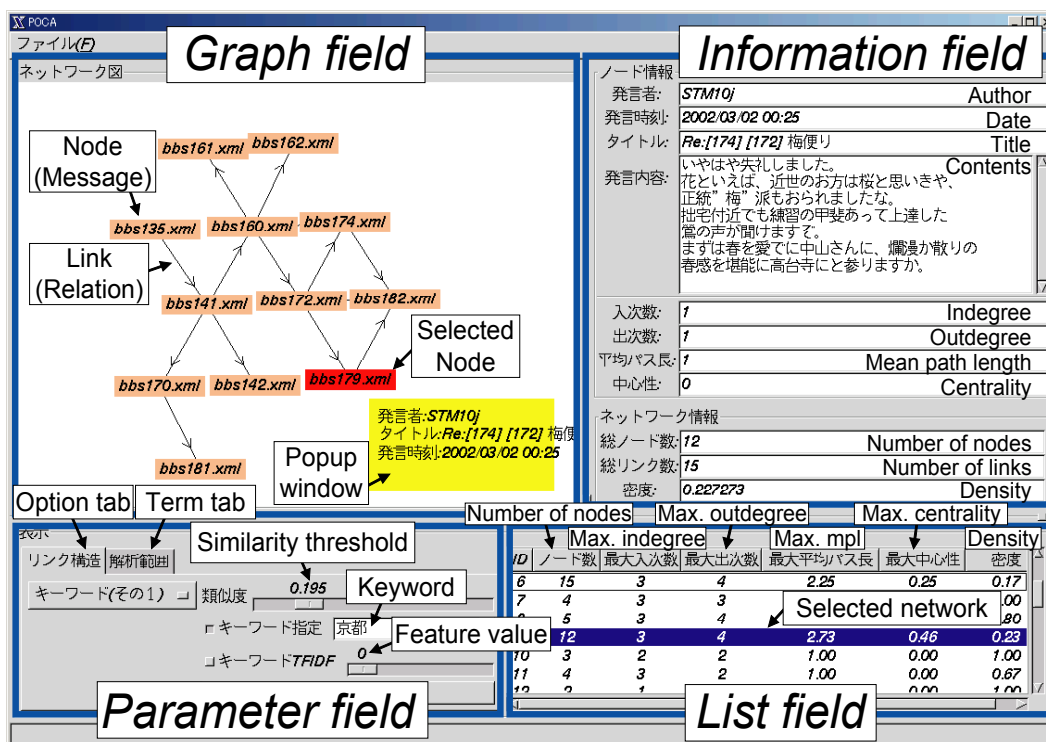 POCA
ファイル(F)
Graph field
Information field
ネットワーク図
Node
(Message)
bbs161.xml
bbs162.xml
bbs135.xml
bbs160.xml
bbs174.xml
Link
(Relation)
bbs141.xml
bbs172.xml
bbs182.xml
Selected
Node
bbs170.xml
bbs142.xml
bbs179.xml
発言者:STM10j
タイトル:Re:[174] [172] 梅便
発言時刻:2002/03/02 00:25
Popup
window
bbs181.xml
ノード情報
発言者: STM10j Author
発言時刻: 2002/03/02 00:25 Date
タイトル: Re:[174] [172] 梅便り Title
発言内容: Contents
いやはや失礼しました。
花といえば、近世のお方は桜と思いきや、
正統”梅”派もおられましたな。
拙宅付近でも練習の甲斐あって上達した
鶯の声が聞けますぞ。
まずは春を愛でに中山さんに、爛漫か散りの
春感を堪能に高台寺にと参りますか。
入次数: 1 Indegree
出次数: 1 Outdegree
平均パス長: 1 Mean path length
中心性: 0 Centrality
ネットワーク情報
総ノード数: 12 Number of nodes
総リンク数: 15 Number of links
密度: 0.227273 Density
Option tab
Term tab
表示
リンク構造 解析範囲
Similarity threshold
キーワード(その1) 類似度 0.195
Keyword
キーワード指定 京都
Feature value
キーワードTFIDF 0
Parameter field
Number of nodes Max. outdegree Max. centrality
Max. indegree Max. mpl Density
ID ノード数 最大入次数 最大出次数 最大平均パス長 最大中心性 密度
6 15 3 4 2.25 0.25 0.17
7 4 3 3 .00
5 3 4 .80
Selected network
12 3 4 2.73 0.46 0.23
10 3 2 2 1.00 0.00 1.00
11 4 3 2 1.00 0.00 0.67
0.00 1.00
List field